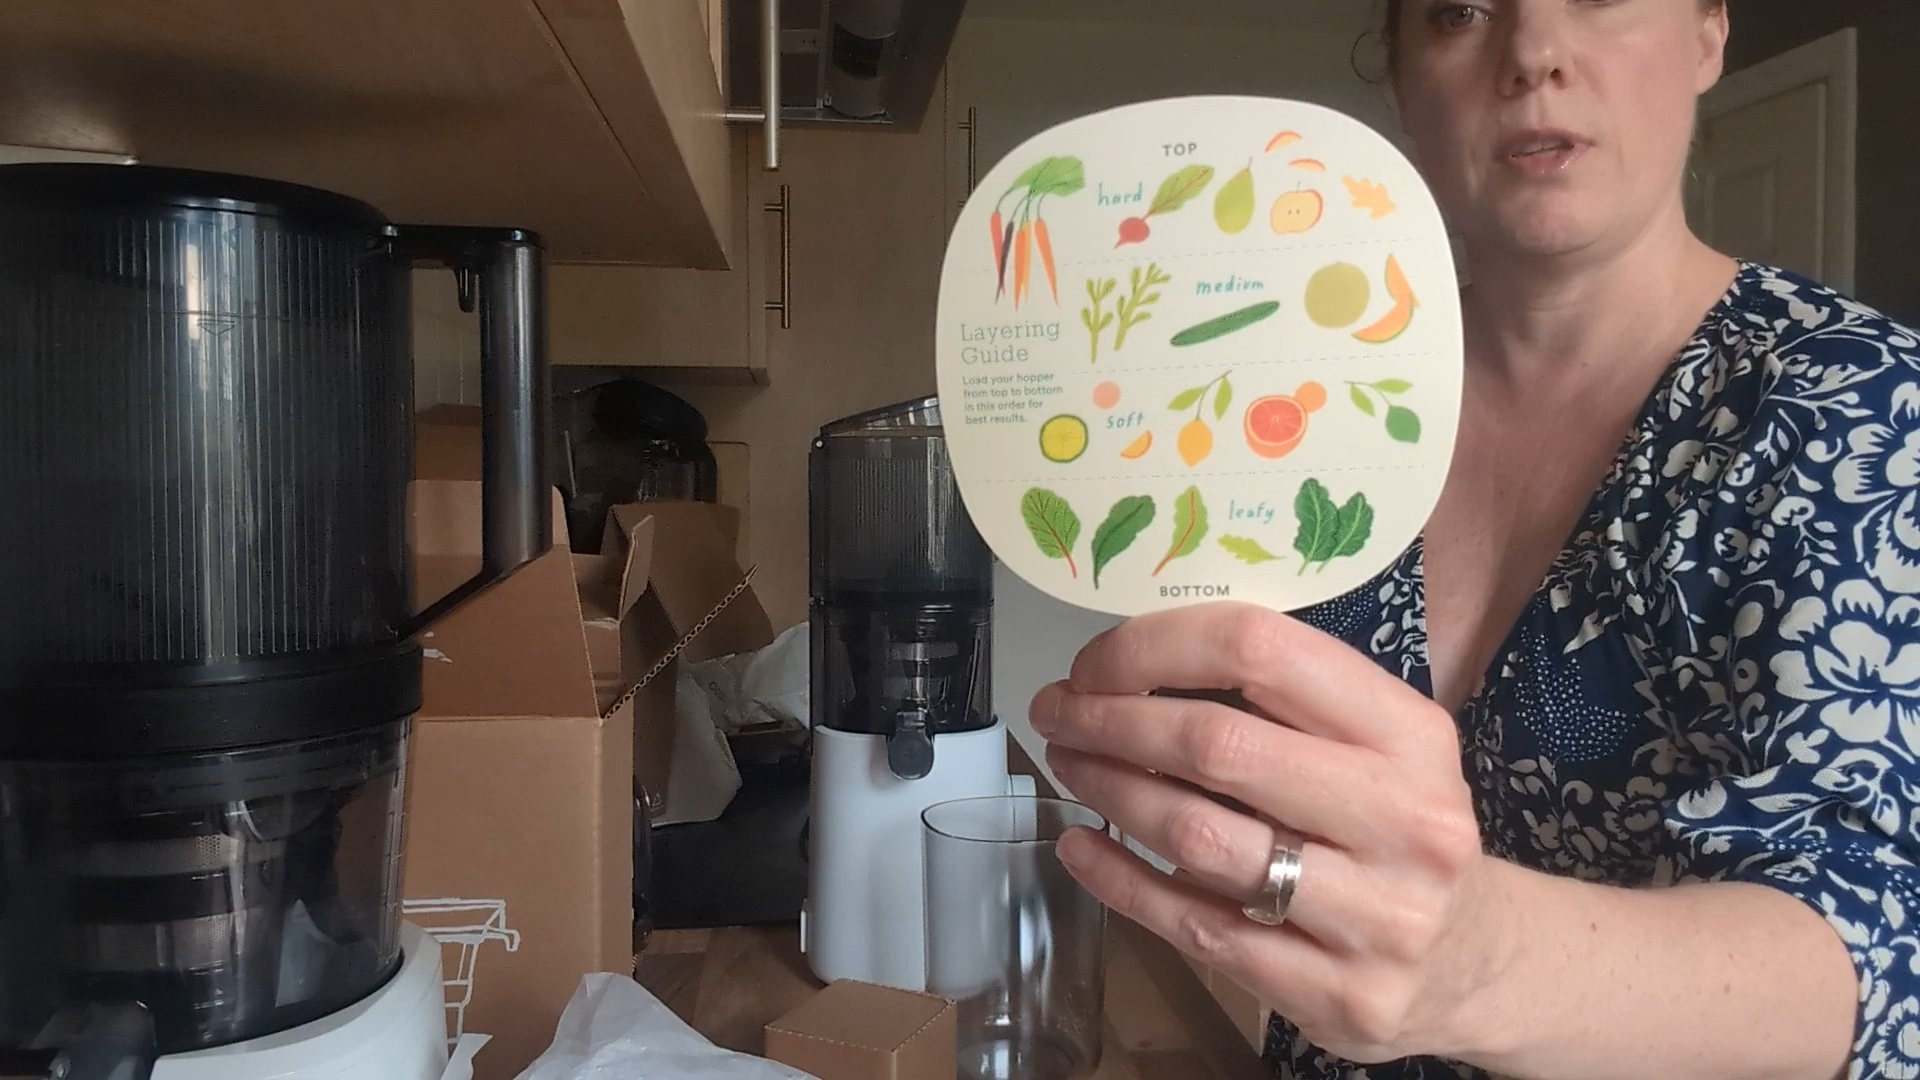 TOP
hard
medium
Layering
Guide
Load your hopper
from top to bottom
in this order for
best results.
soft
leafy
BOTTOM